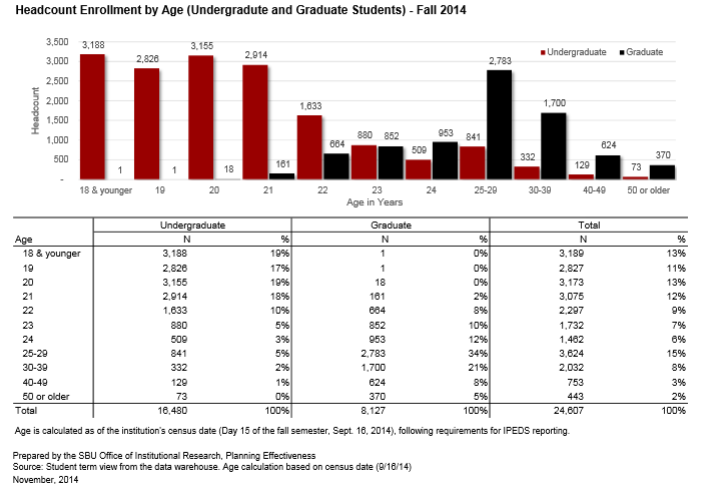 Headcount Enrollment by Age (Undergradute and Graduate Students) - Fall 2014
3,500
3,000
2,500
2,000
1,500
1,000
500
-
Headcount
3,188
1
2,826
1
3,155
18
2,914
161
1,633
664
880
852
509
953
841
2,783
332
1,700
129
624
73
370
Undergraduate
Graduate
18 & younger 19 20 21 22 23 24 25-29 30-39 40-49 50 or older
Age in Years
Undergraduate Graduate Total
Age N % N % N %
18 & younger 3,188 19% 1 0% 3,189 13%
19 2,826 17% 1 0% 2,827 11%
20 3,155 19% 18 0% 3,173 13%
21 2,914 18% 161 2% 3,075 12%
22 1,633 10% 664 8% 2,297 9%
23 880 5% 852 10% 1,732 7%
24 509 3% 953 12% 1,462 6%
25-29 841 5% 2,783 34% 3,624 15%
30-39 332 2% 1,700 21% 2,032 8%
40-49 129 1% 624 8% 753 3%
50 or older 73 0% 370 5% 443 2%
Total 16,480 100% 8,127 100% 24,607 100%
Age is calculated as of the institution's census date (Day 15 of the fall semester, Sept. 16, 2014), following requirements for IPEDS reporting.
Prepared by the SBU Office of Institutional Research, Planning Effectiveness
Source: Student term view from the data warehouse. Age calculation based on census date (9/16/14)
November, 2014